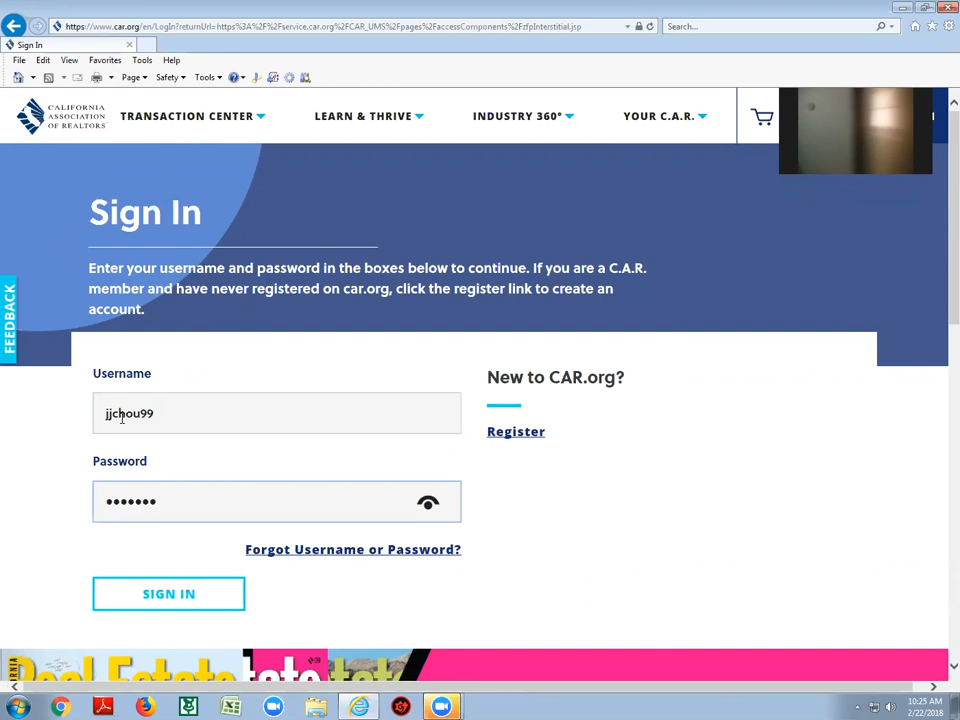 https://www.car.org/en/LogIn?returnUrl=https%3A%2F%2Fservice.car.org%2FCAR_UMS%2Fpages%2FaccessComponents%2FzfpInterstitial.jsp
Search...
Sign In
File Edit View Favorites Tools Help
Page Safety Tools
CALIFORNIA
ASSOCIATION
OF REALTORS
TRANSACTION CENTER LEARN & THRIVE INDUSTRY 360° YOUR C.A.R.
Sign In
Enter your username and password in the boxes below to continue. If you are a C.A.R.
member and have never registered on car.org, click the register link to create an
account.
FEEDBACK
Username
jjchou99
Password
•••••••
Forgot Username or Password?
SIGN IN
New to CAR.org?
Register
CALIFORNIA
Real Estate
10:25 AM
2/22/2018